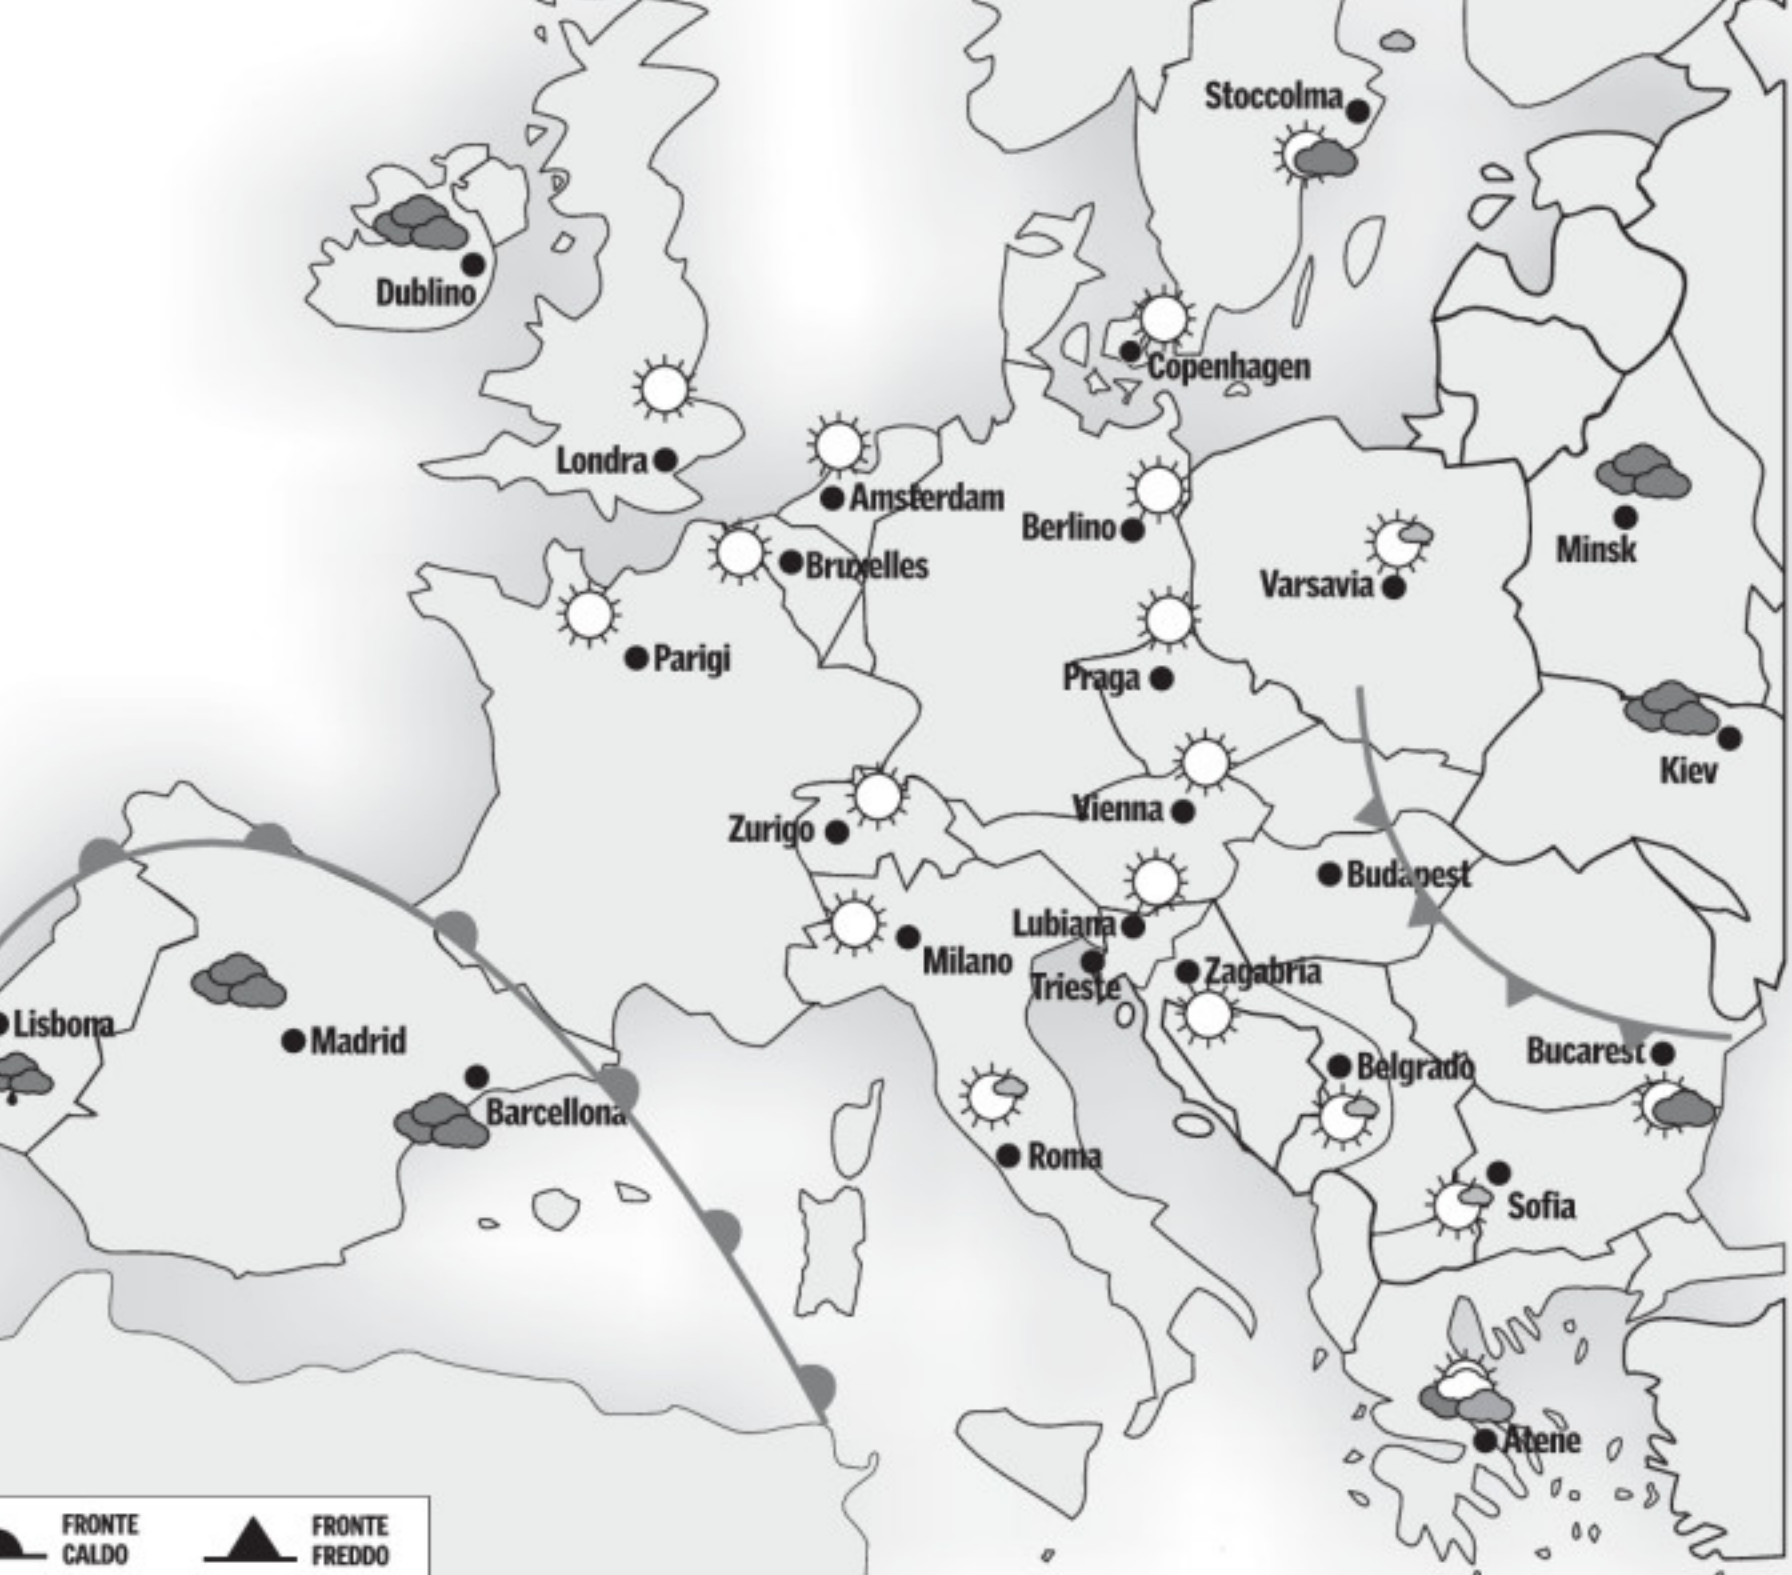 Stoccolma
Dublino
Copenhagen
Londra
Amsterdam
Berlino
Minsk
Bruxelles
Varsavia
Parigi
Praga
Kiev
Vienna
Zurigo
Budapest
Lubiana
Milano
Trieste
Zagabria
Lisbona
Madrid
Bucarest
Belgrado
Barcellona
Roma
Sofia
Atene
FRONTE
CALDO
FRONTE
FREDDO